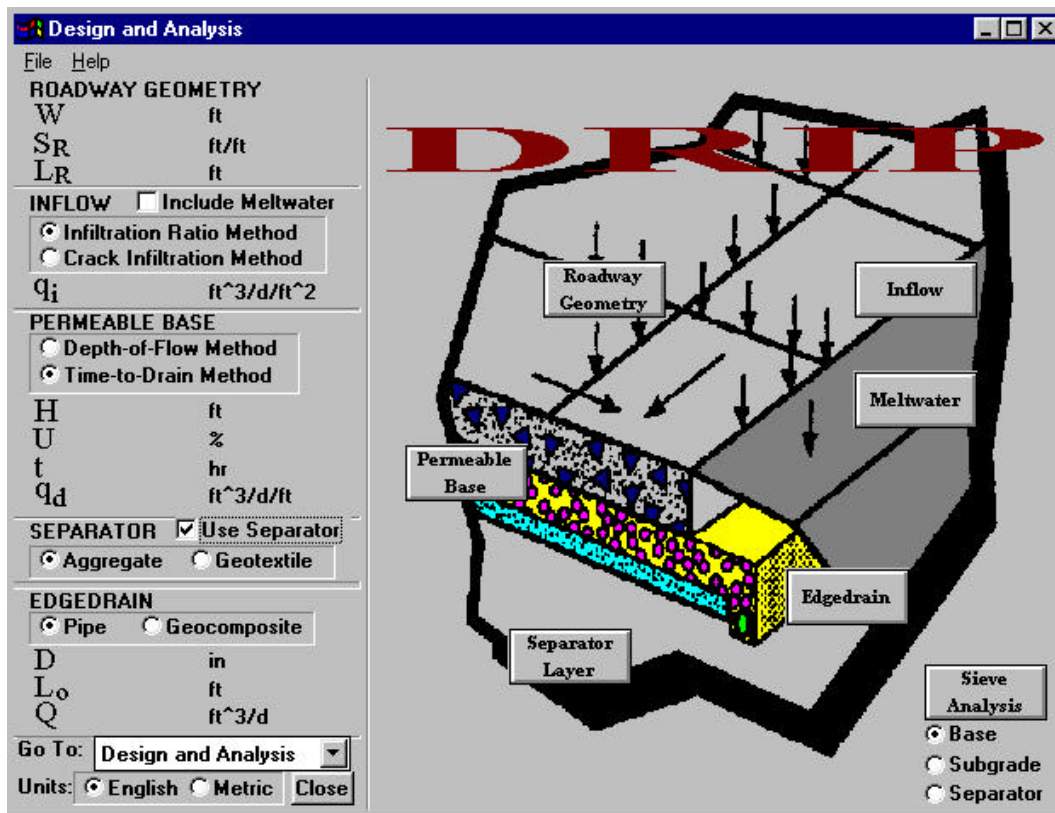 Design and Analysis
File Help
ROADWAY GEOMETRY
W ft
SR ft/ft
LR ft
INFLOW Include Meltwater
Infiltration Ratio Method
Crack Infiltration Method
qi ft^3/d/ft^2
PERMEABLE BASE
Depth-of-Flow Method
Time-to-Drain Method
H ft
U %
t hr
qd ft^3/d/ft
SEPARATOR Use Separator
Aggregate Geotextile
EDGEDRAIN
Pipe Geocomposite
D in
Lo ft
Q ft^3/d
Go To: Design and Analysis
Units: English Metric Close
DRIP
Roadway
Geometry
Inflow
Meltwater
Permeable
Base
Edgedrain
Separator
Layer
Sieve
Analysis
Base
Subgrade
Separator